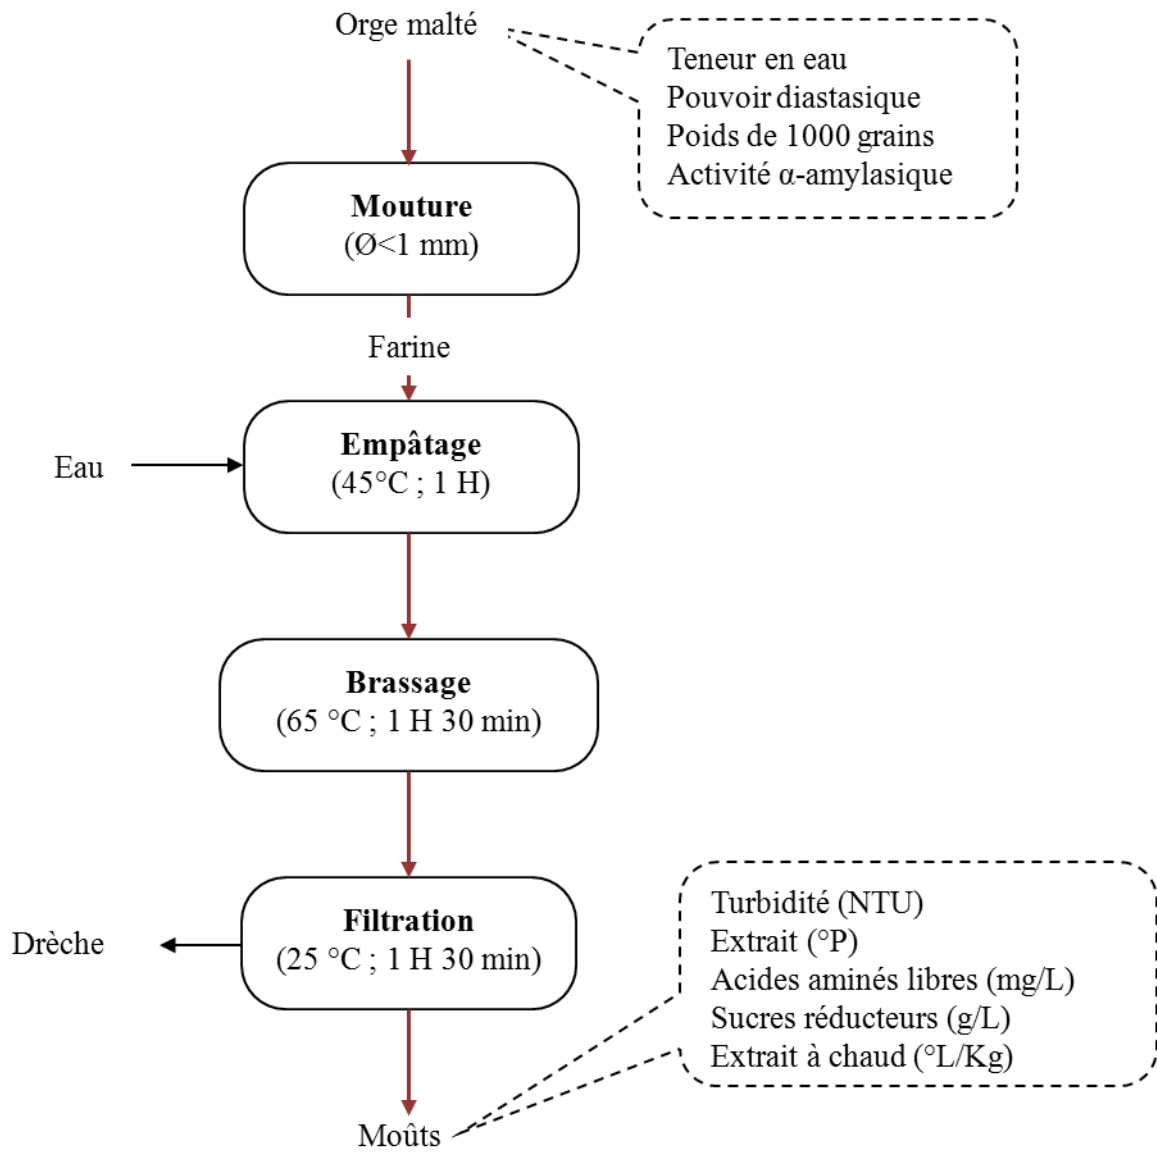 Orge malté
Teneur en eau
Pouvoir diastasique
Poids de 1000 grains
Activité α-amylasique
Mouture
(Ø<1 mm)
Farine
Eau
Empâtage
(45°C ; 1 H)
Brassage
(65 °C ; 1 H 30 min)
Drèche
Filtration
(25 °C ; 1 H 30 min)
Turbidité (NTU)
Extrait (°P)
Acides aminés libres (mg/L)
Sucres réducteurs (g/L)
Extrait à chaud (°L/Kg)
Moûts